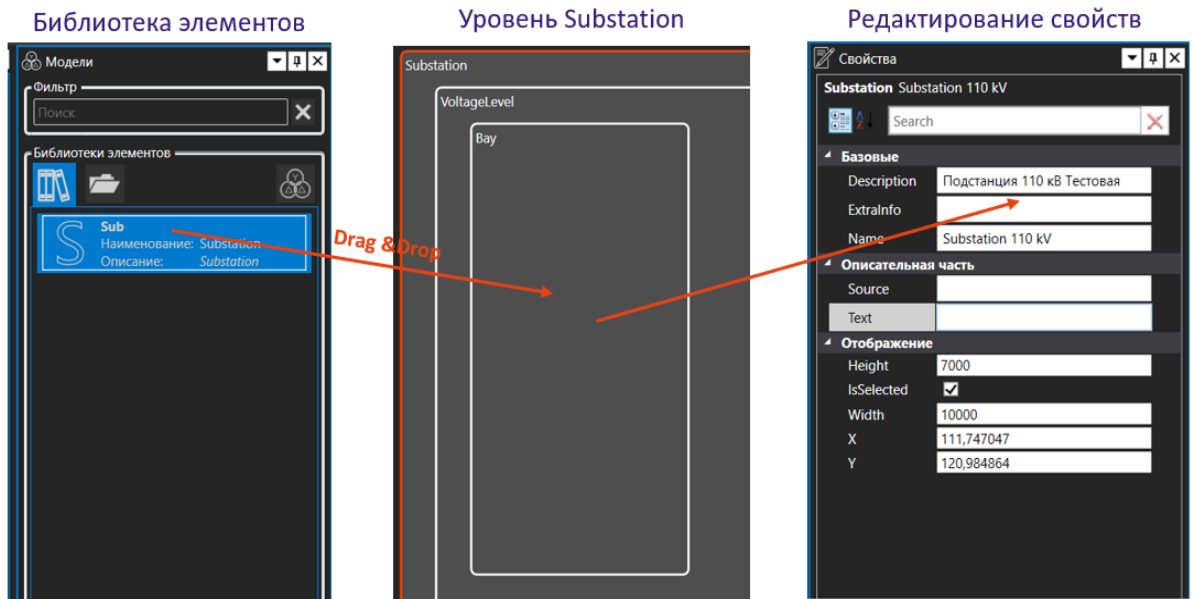 Библиотека элементов
Уровень Substation
Редактирование свойств
Модели
Фильтр
Поиск
Библиотеки элементов
Sub
Наименование: Substation
Описание: Substation
Drag &Drop
Substation
VoltageLevel
Bay
Свойства
Substation Substation 110 kV
Search
Базовые
Description Подстанция 110 кВ Тестовая
ExtraInfo
Name Substation 110 kV
Описательная часть
Source
Text
Отображение
Height 7000
IsSelected
Width 10000
X 111,747047
Y 120,984864